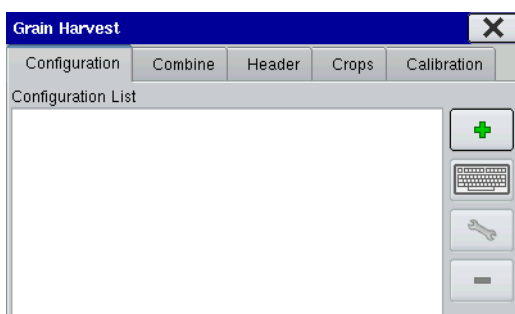 Grain Harvest
Configuration Combine Header Crops Calibration
Configuration List